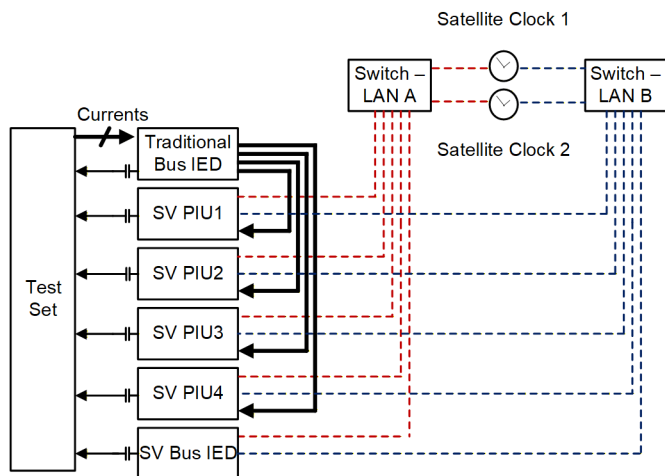 Satellite Clock 1
Switch –
LAN A
Switch –
LAN B
Currents
Traditional
Bus IED
Satellite Clock 2
SV PIU1
SV PIU2
Test
Set
SV PIU3
SV PIU4
SV Bus IED